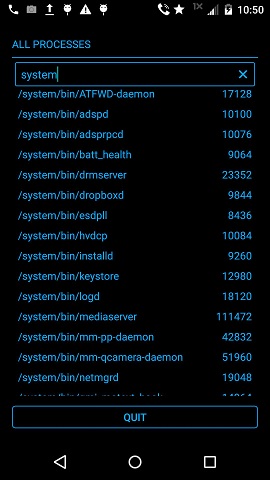 1X 10:50
ALL PROCESSES
system
/system/bin/ATFWD-daemon 17128
/system/bin/adspd 10100
/system/bin/adsprpcd 10076
/system/bin/batt_health 9064
/system/bin/drmserver 23352
/system/bin/dropboxd 9844
/system/bin/esdpll 8436
/system/bin/hvdcp 10084
/system/bin/installd 9260
/system/bin/keystore 12980
/system/bin/logd 18120
/system/bin/mediaserver 111472
/system/bin/mm-pp-daemon 42832
/system/bin/mm-qcamera-daemon 51960
/system/bin/netmgrd 19048
QUIT